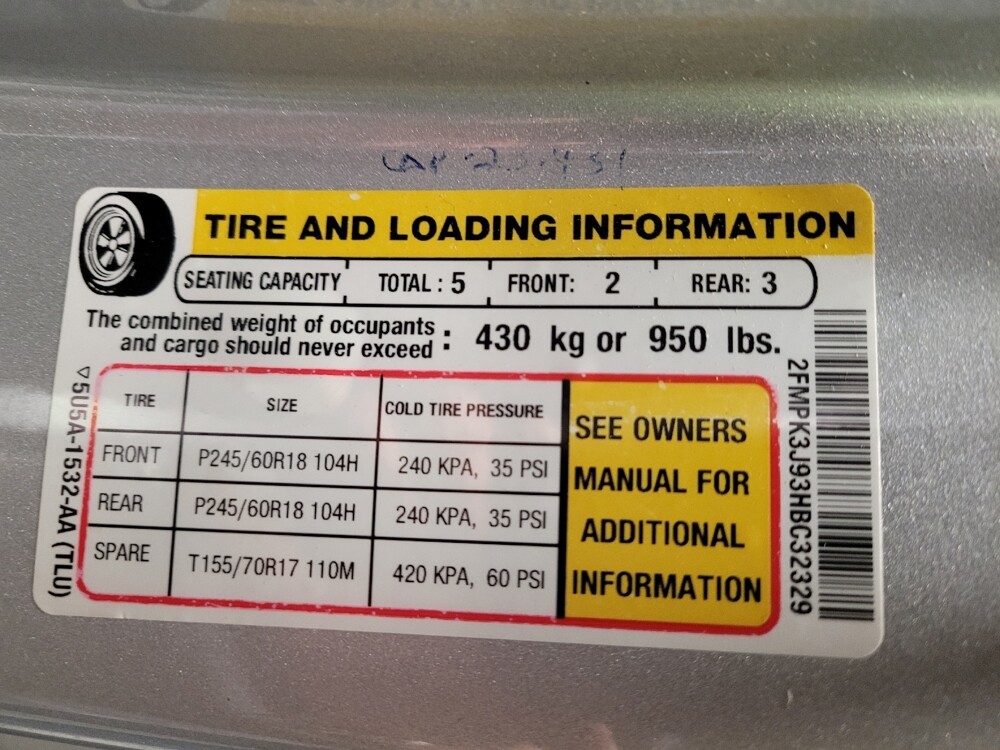 TIRE AND LOADING INFORMATION
SEATING CAPACITY TOTAL : 5 FRONT: 2 REAR: 3
The combined weight of occupants
and cargo should never exceed : 430 kg or 950 lbs.
TIRE SIZE COLD TIRE PRESSURE
FRONT P245/60R18 104H 240 KPA, 35 PSI
REAR P245/60R18 104H 240 KPA, 35 PSI
SPARE T155/70R17 110M 420 KPA, 60 PSI
SEE OWNERS
MANUAL FOR
ADDITIONAL
INFORMATION
▽5U5A-1532-AA (TLU)
2FMPK3J93HBC32329